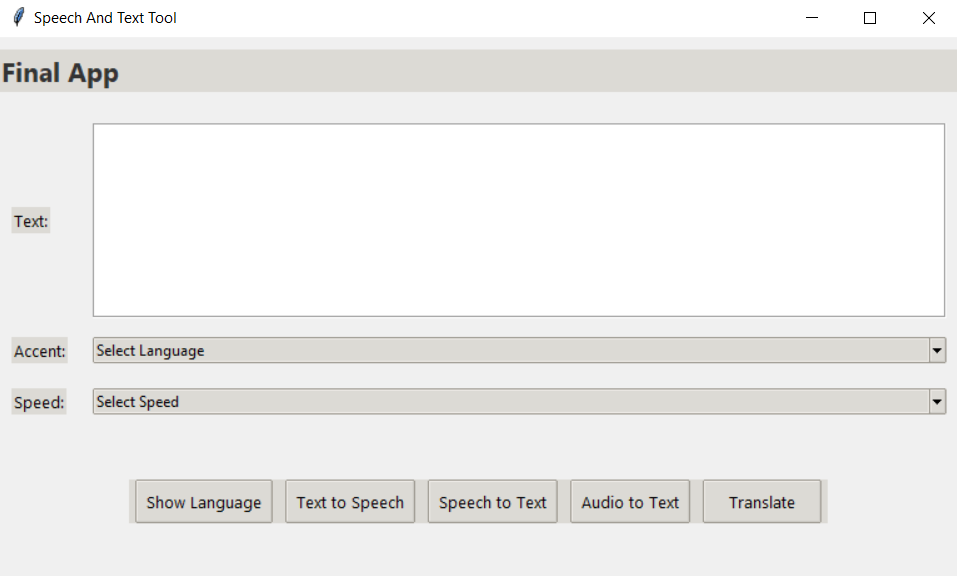 Speech And Text Tool
Final App
Text:
Accent: Select Language
Speed: Select Speed
Show Language Text to Speech Speech to Text Audio to Text Translate